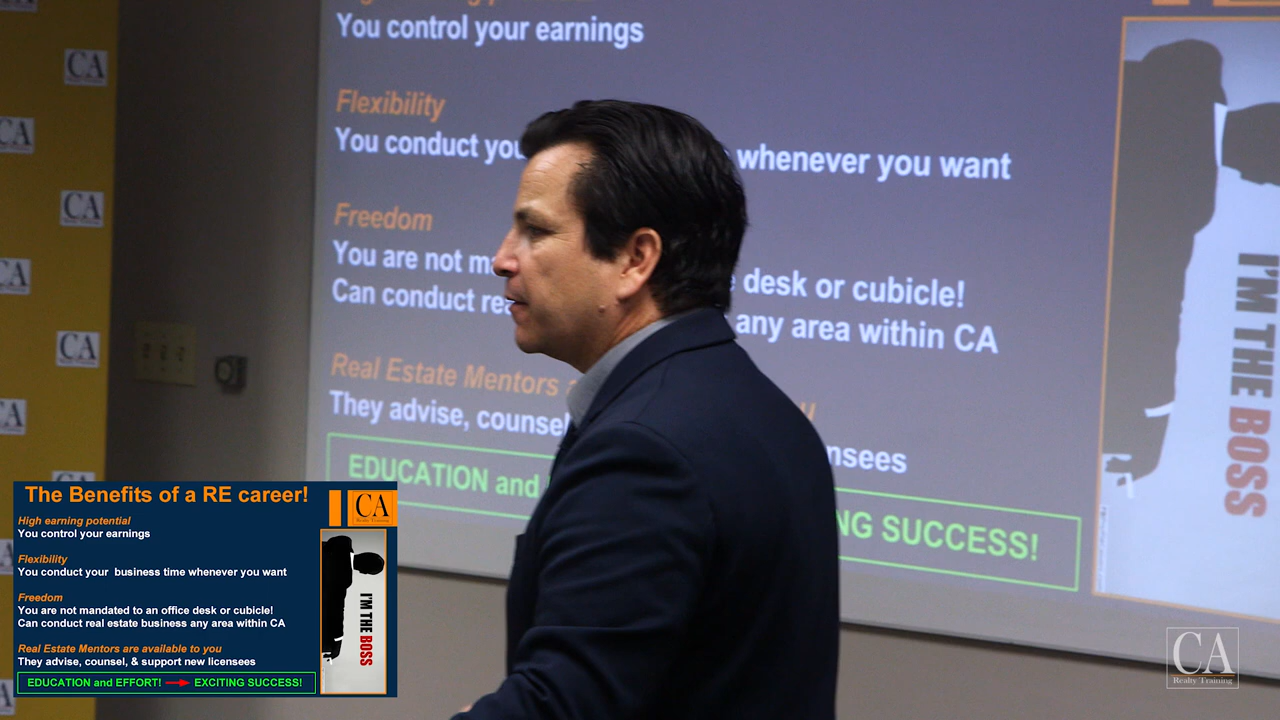 You control your earnings
Flexibility
You conduct you whenever you want
Freedom
You are not desk or cubicle!
Can conduct any area within CA
Real Estate Mentors
They advise, counsel
EDUCATION and SUCCESS!
I'M THE BOSS
CA
CA
CA
CA
CA
CA
The Benefits of a RE career!
CA
Realty Training
High earning potential
You control your earnings
Flexibility
You conduct your business time whenever you want
Freedom
You are not mandated to an office desk or cubicle!
Can conduct real estate business any area within CA
Real Estate Mentors are available to you
They advise, counsel, & support new licensees
EDUCATION and EFFORT! EXCITING SUCCESS!
I'M THE BOSS
CA
Realty Training